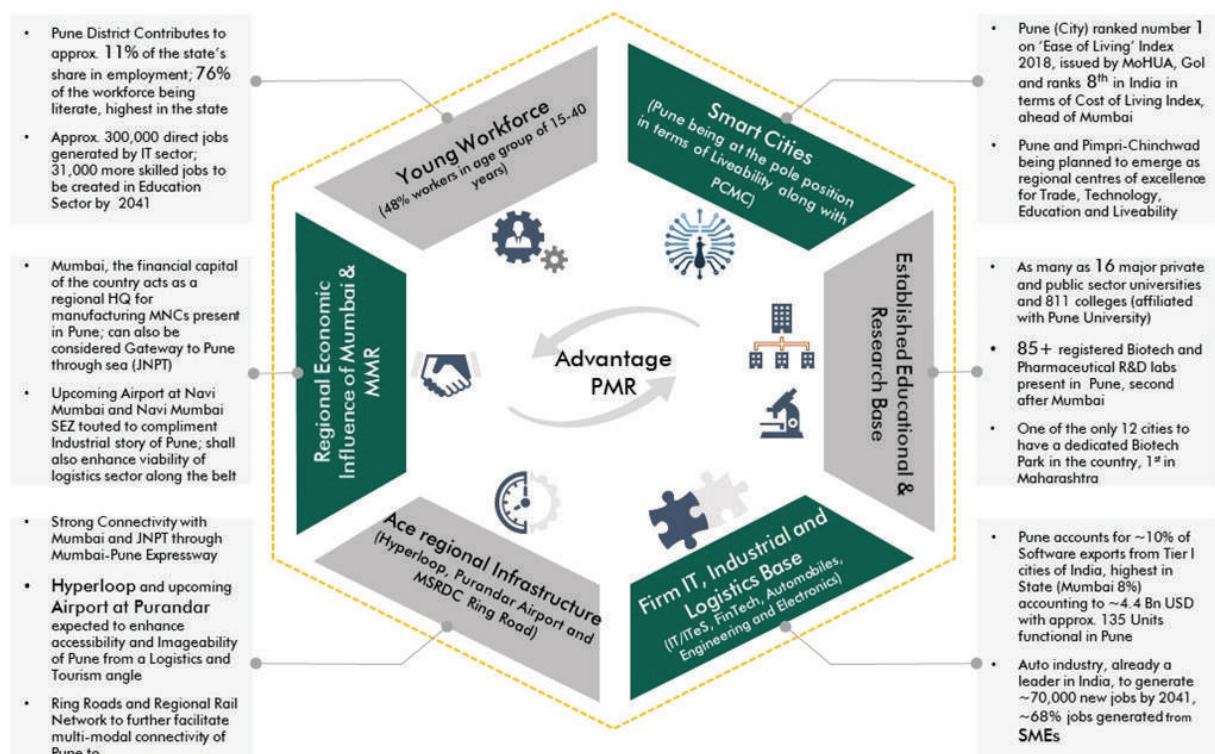 • Pune District Contributes to
approx. 11% of the state's
share in employment; 76%
of the workforce being
literate, highest in the state
• Approx. 300,000 direct jobs
generated by IT sector;
31,000 more skilled jobs to
be created in Education
Sector by 2041
Young Workforce
(48% workers in age group of 15-40
years)
Smart Cities
(Pune being at the pole position
in terms of Liveability along with
PCMC)
• Pune (City) ranked number 1
on 'Ease of Living' Index
2018, issued by MoHUA, GoI
and ranks 8th in India in
terms of Cost of Living Index,
ahead of Mumbai
• Pune and Pimpri-Chinchwad
being planned to emerge as
regional centres of excellence
for Trade, Technology,
Education and Liveability
• Mumbai, the financial capital
of the country acts as a
regional HQ for
manufacturing MNCs present
in Pune; can also be
considered Gateway to Pune
through sea (JNPT)
• Upcoming Airport at Navi
Mumbai and Navi Mumbai
SEZ touted to compliment
Industrial story of Pune; shall
also enhance viability of
logistics sector along the belt
Regional Economic
Influence of Mumbai &
MMR
Advantage
PMR
Established Educational &
Research Base
• As many as 16 major private
and public sector universities
and 811 colleges (affiliated
with Pune University)
• 85+ registered Biotech and
Pharmaceutical R&D labs
present in Pune, second
after Mumbai
• One of the only 12 cities to
have a dedicated Biotech
Park in the country, 1st in
Maharashtra
• Strong Connectivity with
Mumbai and JNPT through
Mumbai-Pune Expressway
• Hyperloop and upcoming
Airport at Purandar
expected to enhance
accessibility and Imageability
of Pune from a Logistics and
Tourism angle
• Ring Roads and Regional Rail
Network to further facilitate
multi-modal connectivity of
Pune to
Ace regional Infrastructure
(Hyperloop, Purandar Airport and
MSRDC Ring Road)
Firm IT, Industrial and
Logistics Base
(IT/ITeS, FinTech, Automobiles,
Engineering and Electronics)
• Pune accounts for ~10% of
Software exports from Tier I
cities of India, highest in
State (Mumbai 8%)
accounting to ~4.4 Bn USD
with approx. 135 Units
functional in Pune
• Auto industry, already a
leader in India, to generate
~70,000 new jobs by 2041,
~68% jobs generated from
SMEs